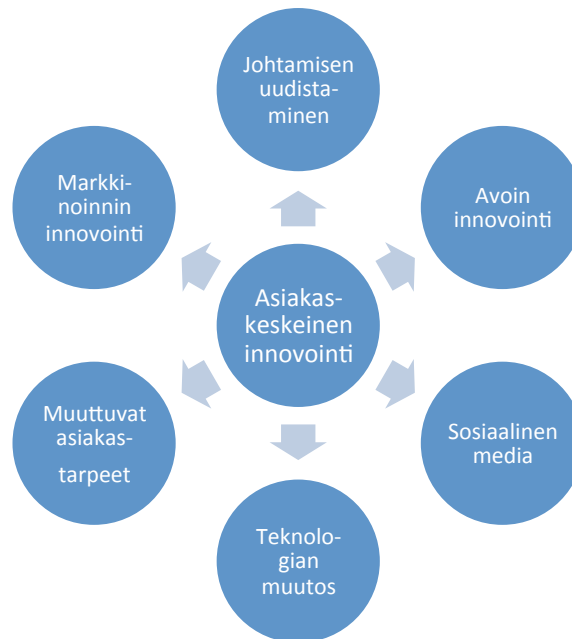 Johtamisen
uudista-
minen
Markki-
noinnin
innovointi
Avoin
innovointi
Asiakas-
keskeinen
innovointi
Muuttuvat
asiakas-
tarpeet
Sosiaalinen
media
Teknolo-
gian
muutos